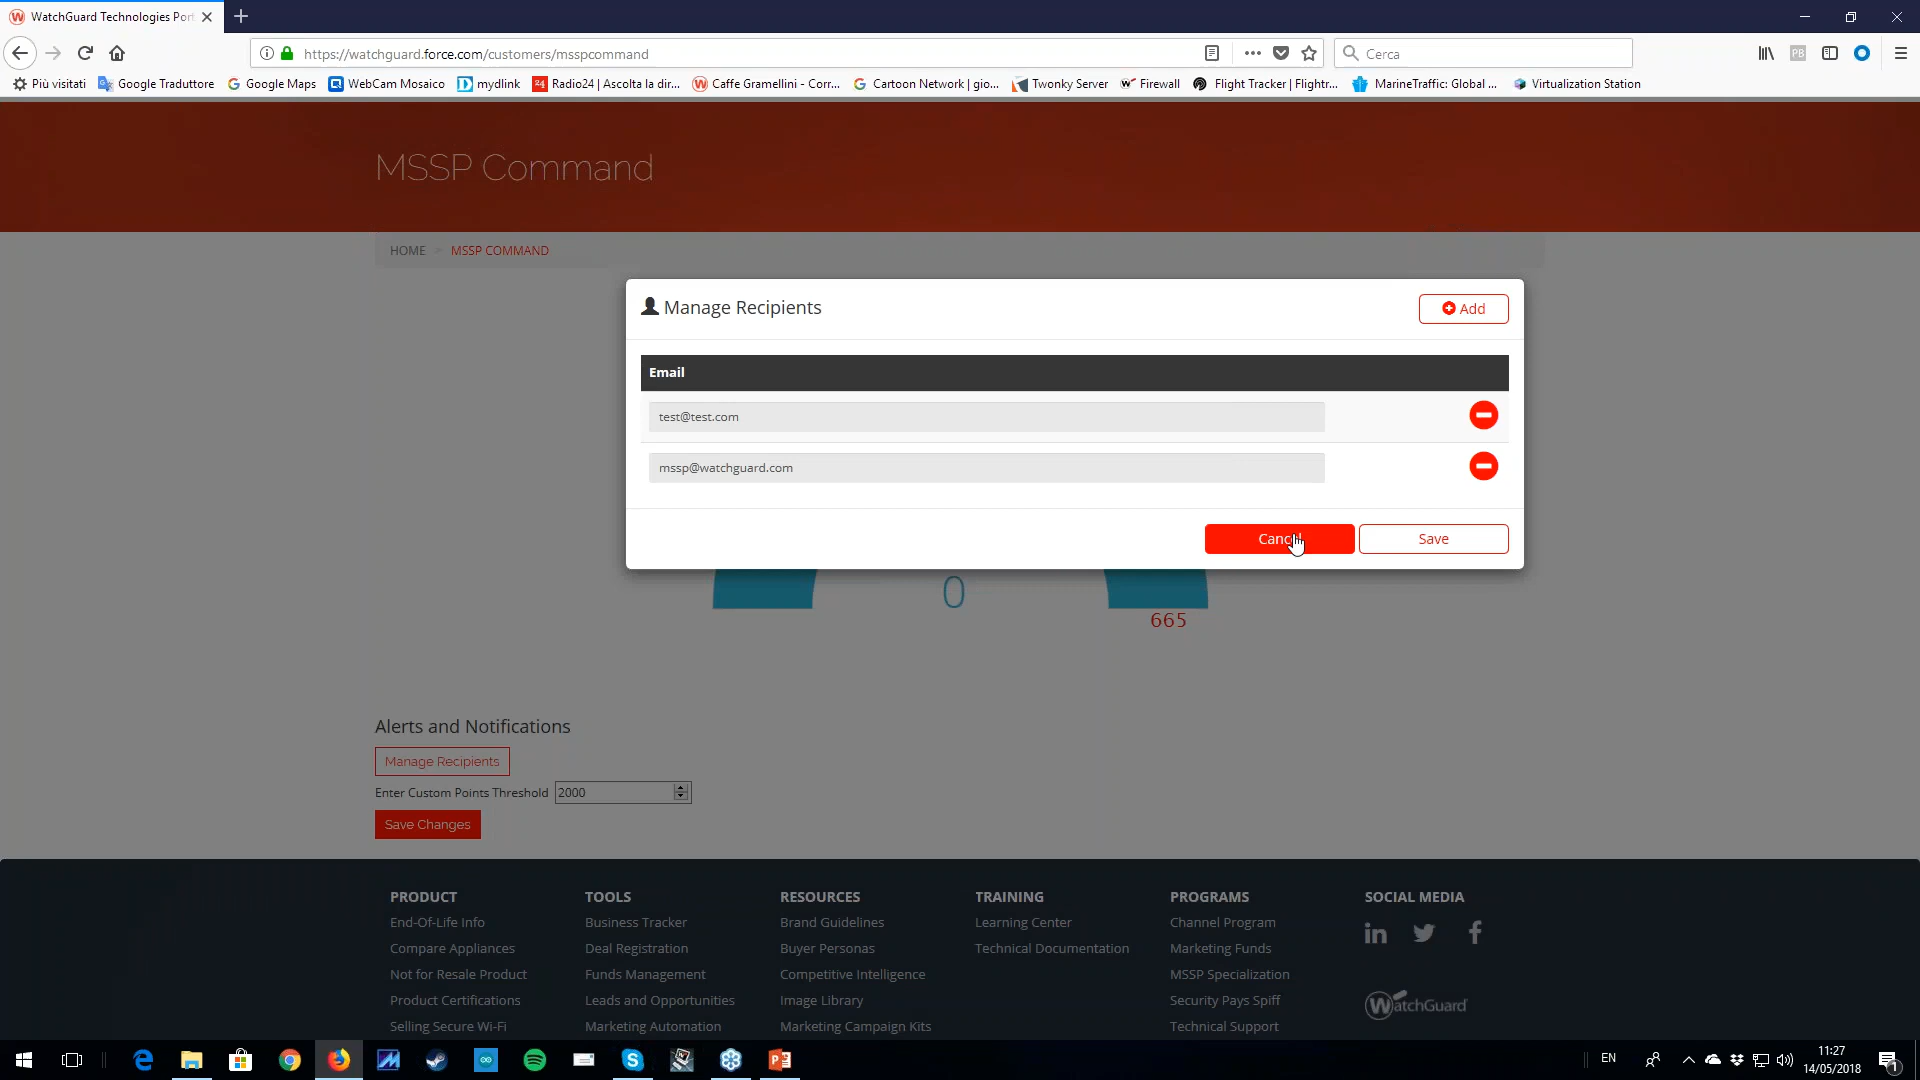 WatchGuard Technologies Port
https://watchguard.force.com/customers/msspcommand
Cerca
Più visitati
Google Traduttore
Google Maps
WebCam Mosaico
mydlink
24
Radio24 | Ascolta la dir...
Caffe Gramellini - Corr...
Cartoon Network | gio...
Twonky Server
Firewall
Flight Tracker | Flightr...
MarineTraffic: Global ...
Virtualization Station
MSSP Command
HOME > MSSP COMMAND
Manage Recipients
Add
Email
test@test.com
mssp@watchguard.com
Cancel
Save
0
665
Alerts and Notifications
Manage Recipients
Enter Custom Points Threshold 2000
Save Changes
PRODUCT
End-Of-Life Info
Compare Appliances
Not for Resale Product
Product Certifications
Selling Secure Wi-Fi
TOOLS
Business Tracker
Deal Registration
Funds Management
Leads and Opportunities
Marketing Automation
RESOURCES
Brand Guidelines
Buyer Personas
Competitive Intelligence
Image Library
Marketing Campaign Kits
TRAINING
Learning Center
Technical Documentation
PROGRAMS
Channel Program
Marketing Funds
MSSP Specialization
Security Pays Spiff
Technical Support
SOCIAL MEDIA
WatchGuard
EN
11:27
14/05/2018
1